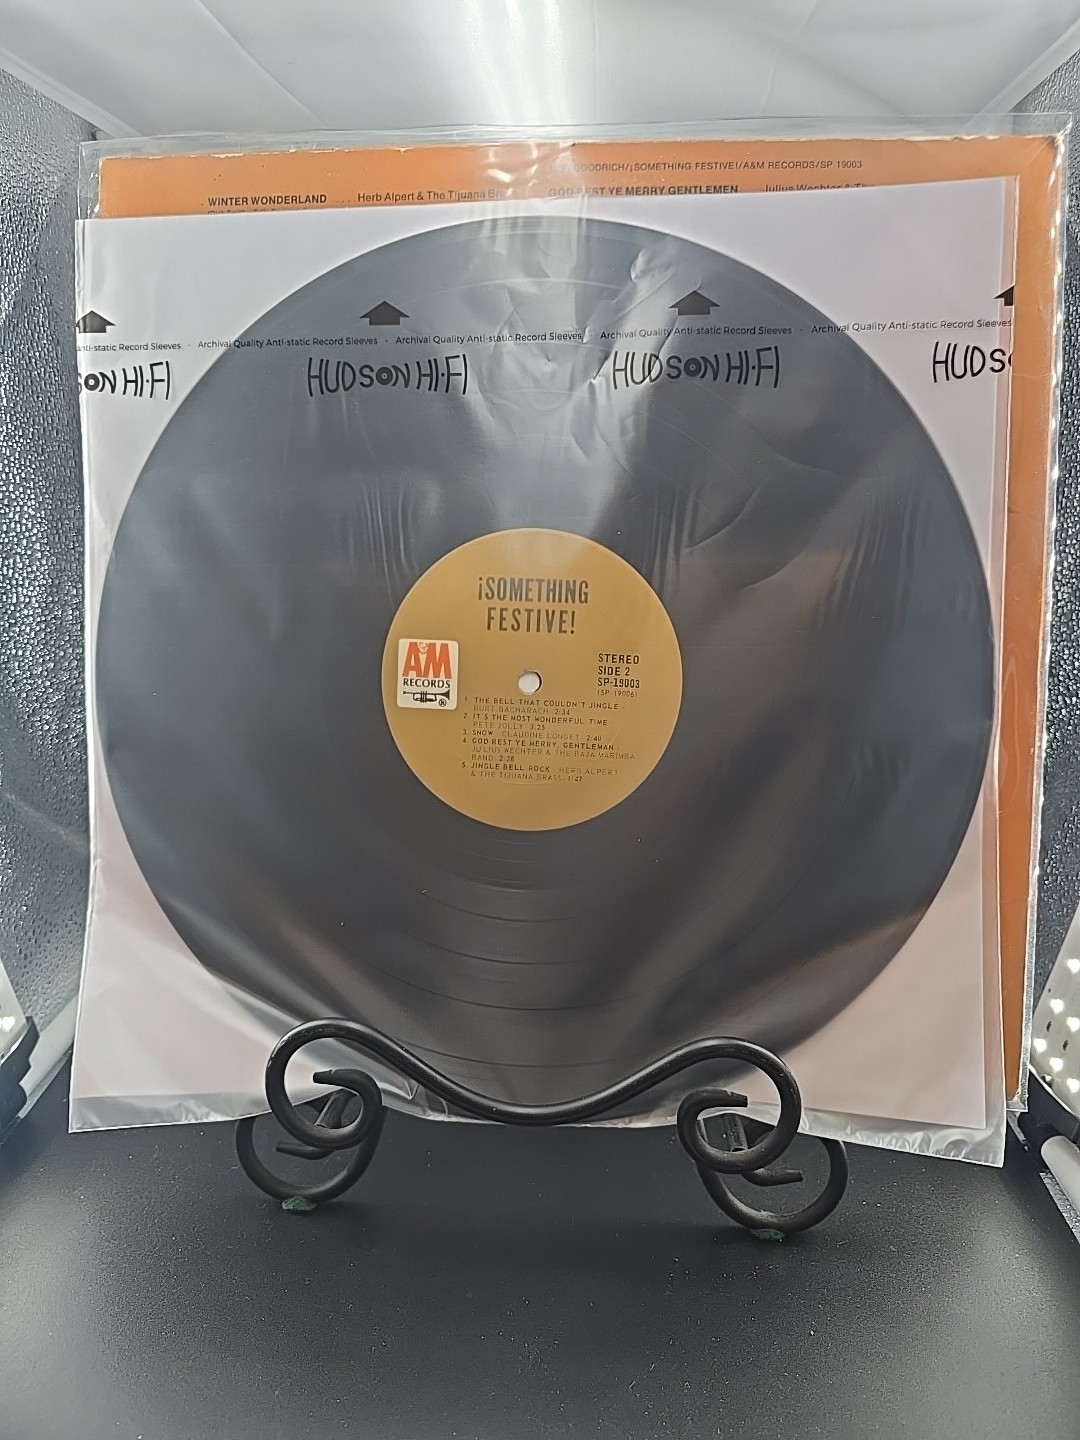 GOODRICH/¡SOMETHING FESTIVE!/A&M RECORDS/SP 19003
WINTER WONDERLAND ....Herb Alpert & The Tijuana
GOD REST YE MERRY GENTLEMEN Julius Wechter &
Archival Quality Anti-static Record Sleeves · Archival Quality Anti-static Record Sleeves · Archival Quality Anti-static Record Sleeves · Archival Quality Anti-static Record Sleeves
HUDSON HI-FI HUDSON HI-FI
¡SOMETHING
FESTIVE!
A&M
RECORDS
®
STEREO
SIDE 2
SP-19003
(SP-19006)
1. THE BELL THAT COULDN'T JINGLE -
BURT BACHARACH 2:34
2. IT'S THE MOST WONDERFUL TIME
PETE JOLLY 3:25
3 SNOW - CLAUDINE LONGET 2:40
4 GOD REST YE MERRY, GENTLEMAN -
JULIUS WECHTER & THE BAJA MARIMBA
BAND 2:28
5. JINGLE BELL ROCK - HERB ALPERT
& THE TIJUANA BRASS 1:47